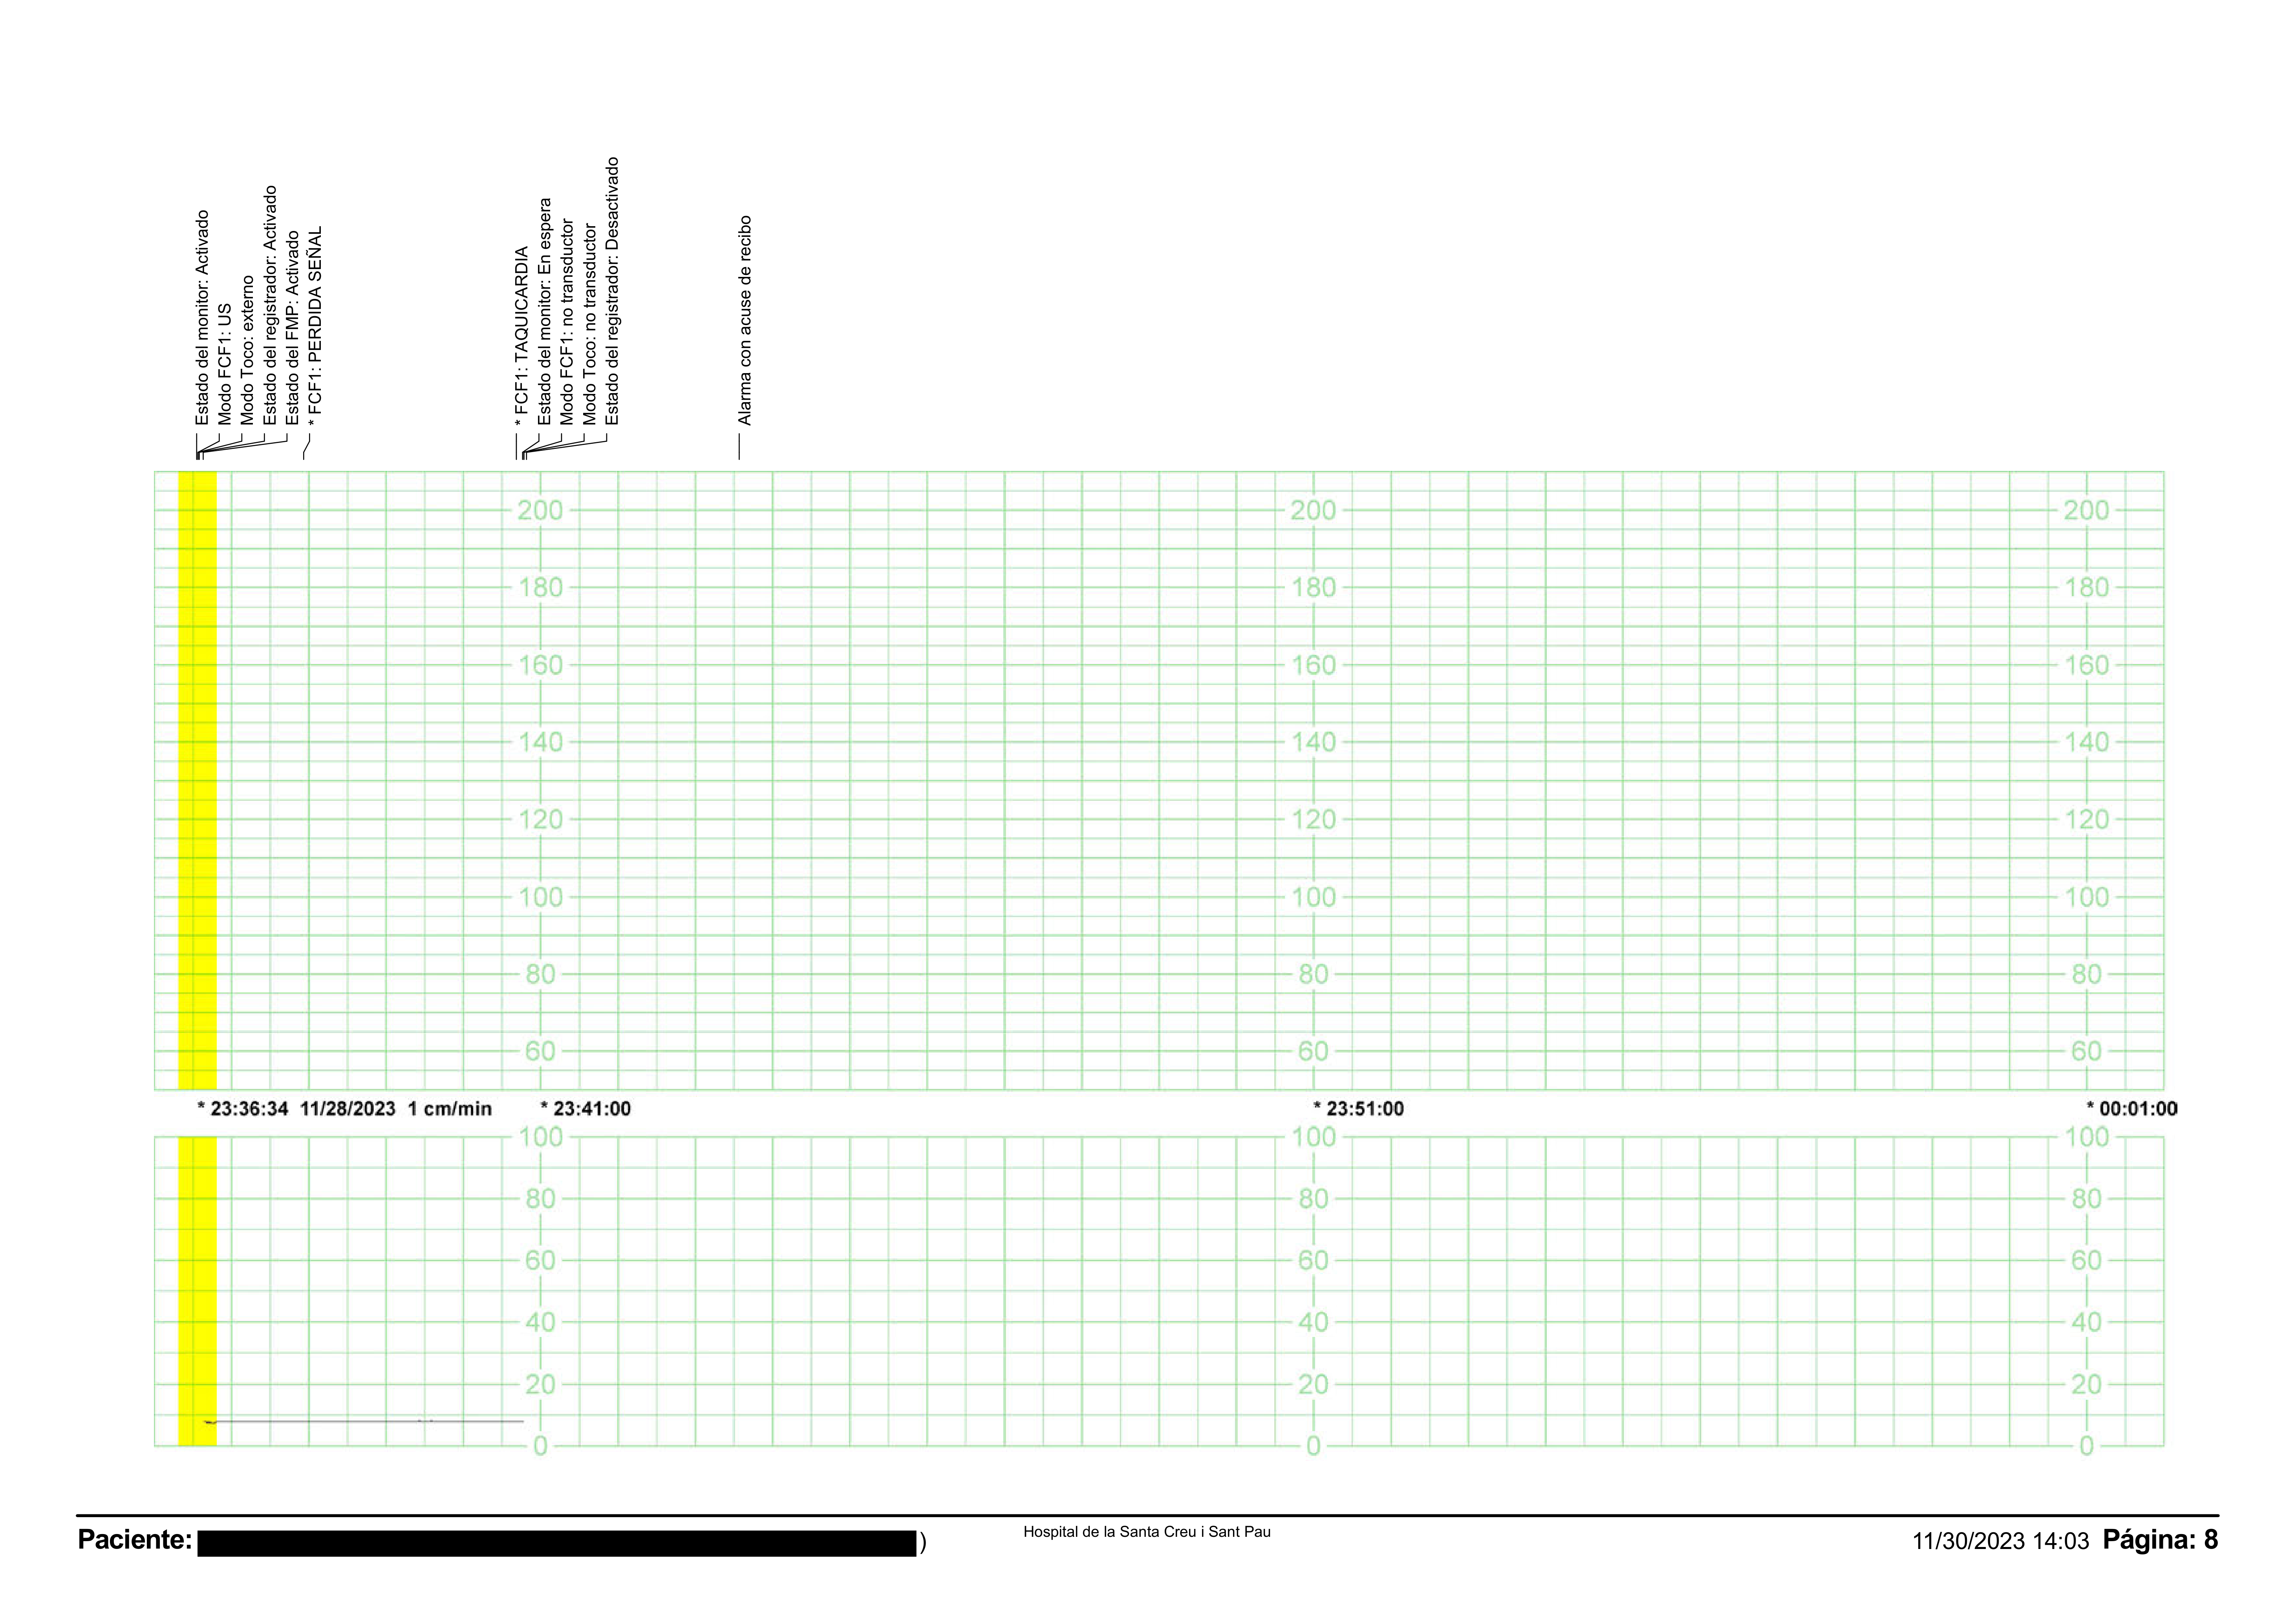 Estado del monitor: Activado
Modo FCF1: US
Modo Toco: externo
Estado del registrador: Activado
Estado del FMP: Activado
* FCF1: PERDIDA SEÑAL
* FCF1: TAQUICARDIA
Estado del monitor: En espera
Modo FCF1: no transductor
Modo Toco: no transductor
Estado del registrador: Desactivado
Alarma con acuse de recibo
200 200 200
180 180 180
160 160 160
140 140 140
120 120 120
100 100 100
80 80 80
60 60 60
* 23:36:34 11/28/2023 1 cm/min * 23:41:00 * 23:51:00 * 00:01:00
100 100 100
80 80 80
60 60 60
40 40 40
20 20 20
0 0 0
Paciente: ) Hospital de la Santa Creu i Sant Pau 11/30/2023 14:03 Página: 8